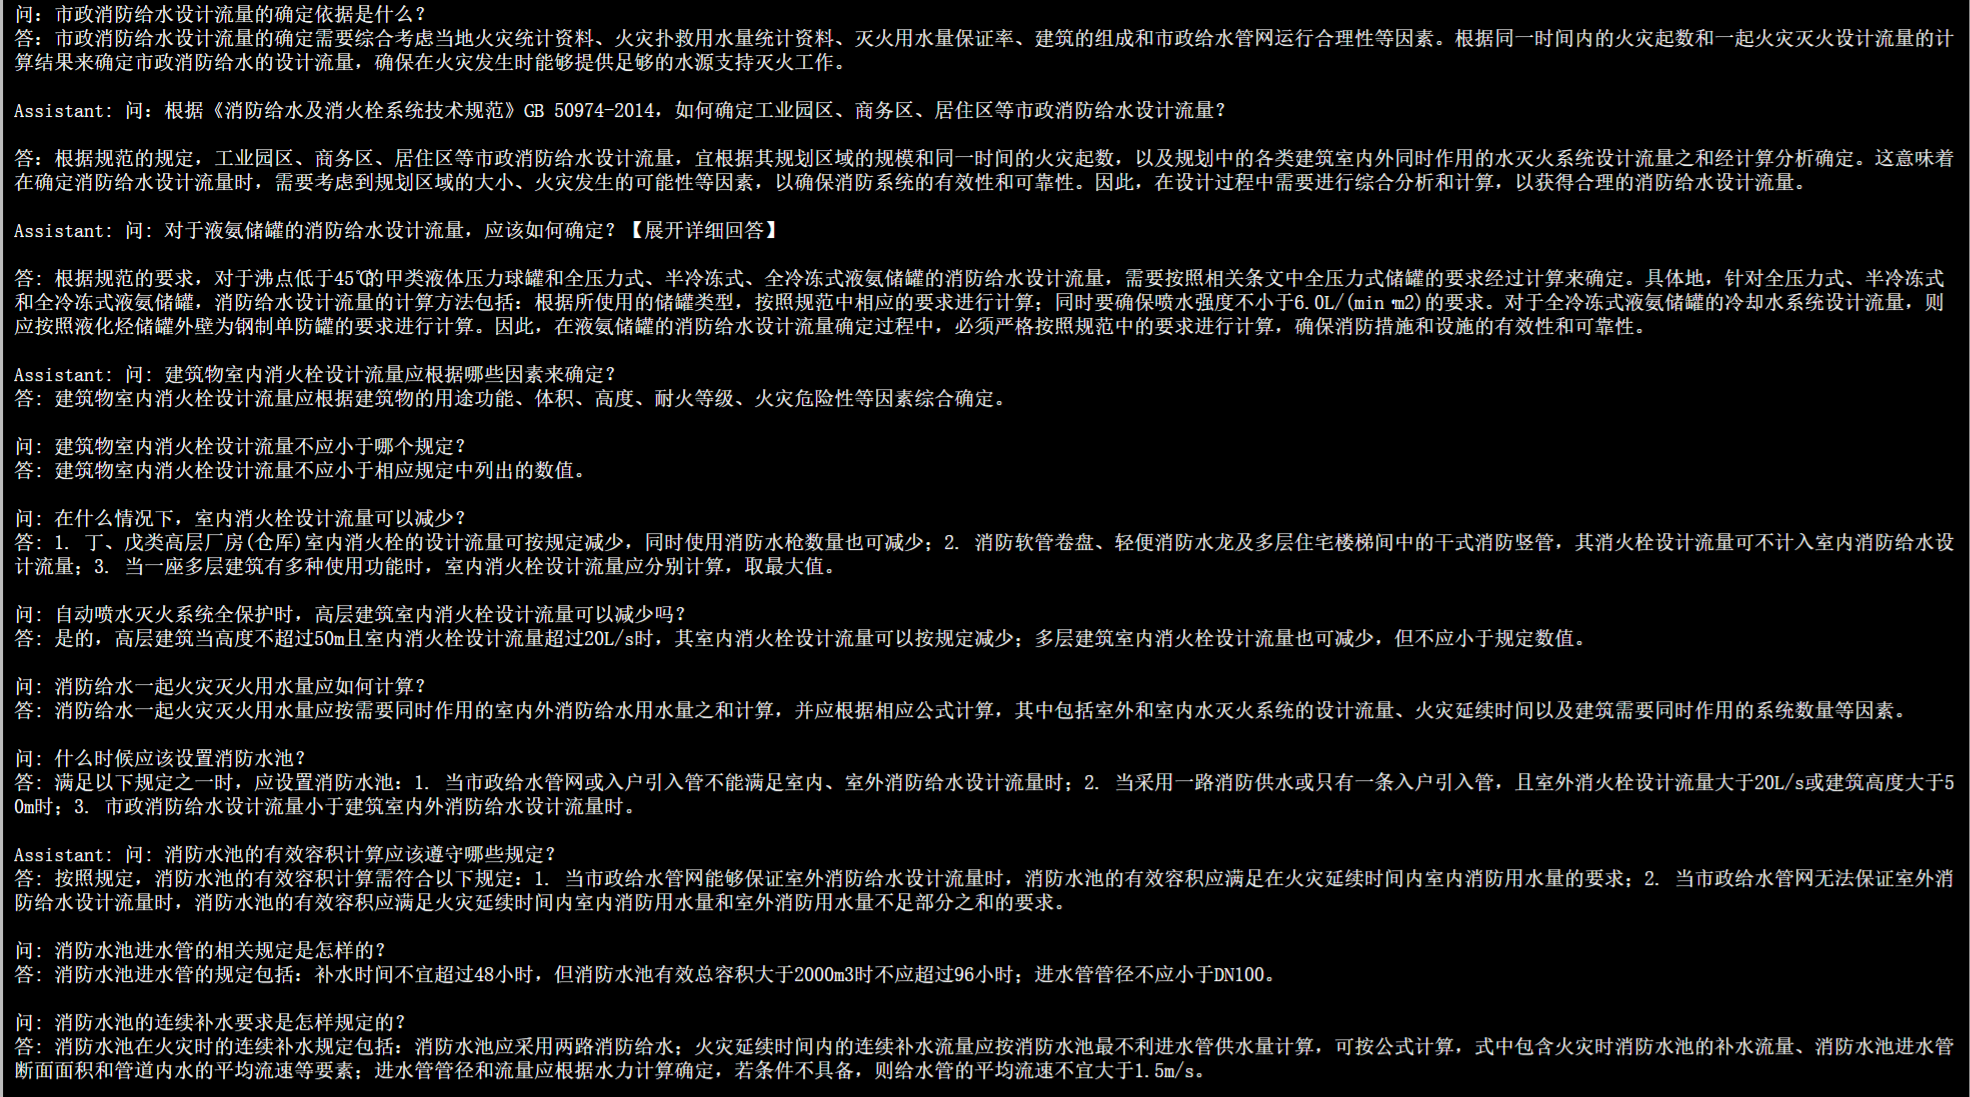 问: 市政消防给水设计流量的确定依据是什么?
答: 市政消防给水设计流量的确定需要综合考虑当地火灾统计资料、火灾扑救用水量统计资料、灭火用水量保证率、建筑的组成和市政给水管网运行合理性等因素。根据同一时间内的火灾起数和一起火灾灭火设计流量的计
算结果来确定市政消防给水的设计流量，确保在火灾发生时能够提供足够的水源支持灭火工作。
Assistant: 问: 根据《消防给水及消火栓系统技术规范》GB 50974-2014，如何确定工业园区、商务区、居住区等市政消防给水设计流量?
答: 根据规范的规定，工业园区、商务区、居住区等市政消防给水设计流量，宜根据其规划区域的规模和同一时间的火灾起数，以及规划中的各类建筑室内外同时作用的水灭火系统设计流量之和经计算分析确定。这意味着
在确定消防给水设计流量时，需要考虑到规划区域的大小、火灾发生的可能性等因素，以确保消防系统的有效性和可靠性。因此，在设计过程中需要进行综合分析和计算，以获得合理的消防给水设计流量。
Assistant: 问: 对于液氨储罐的消防给水设计流量，应该如何确定?【展开详细回答】
答: 根据规范的要求，对于沸点低于45℃的甲类液体压力球罐和全压力式、半冷冻式、全冷冻式液氨储罐的消防给水设计流量，需要按照相关条文中全压力式储罐的要求经过计算来确定。具体地，针对全压力式、半冷冻式
和全冷冻式液氨储罐，消防给水设计流量的计算方法包括：根据所使用的储罐类型，按照规范中相应的要求进行计算；同时要确保喷水强度不小于6.0L/(min·m2)的要求。对于全冷冻式液氨储罐的冷却水系统设计流量，则
应按照液化烃储罐外壁为钢制单防罐的要求进行计算。因此，在液氨储罐的消防给水设计流量确定过程中，必须严格按照规范中的要求进行计算，确保消防措施和设施的有效性和可靠性。
Assistant: 问: 建筑物室内消火栓设计流量应根据哪些因素来确定?
答: 建筑物室内消火栓设计流量应根据建筑物的用途功能、体积、高度、耐火等级、火灾危险性等因素综合确定。
问: 建筑物室内消火栓设计流量不应小于哪个规定?
答: 建筑物室内消火栓设计流量不应小于相应规定中列出的数值。
问: 在什么情况下，室内消火栓设计流量可以减少?
答: 1. 丁、戊类高层厂房(仓库)室内消火栓的设计流量可按规定减少，同时使用消防水枪数量也可减少；2. 消防软管卷盘、轻便消防水龙及多层住宅楼梯间中的干式消防竖管，其消火栓设计流量可不计入室内消防给水设
计流量；3. 当一座多层建筑有多种使用功能时，室内消火栓设计流量应分别计算，取最大值。
问: 自动喷水灭火系统全保护时，高层建筑室内消火栓设计流量可以减少吗?
答: 是的，高层建筑当高度不超过50m且室内消火栓设计流量超过20L/s时，其室内消火栓设计流量可以按规定减少；多层建筑室内消火栓设计流量也可减少，但不应小于规定数值。
问: 消防给水一起火灾灭火用水量应如何计算?
答: 消防给水一起火灾灭火用水量应按需要同时作用的室内外消防给水用水量之和计算，并应根据相应公式计算，其中包括室外和室内水灭火系统的设计流量、火灾延续时间以及建筑需要同时作用的系统数量等因素。
问: 什么时候应该设置消防水池?
答: 满足以下规定之一时，应设置消防水池：1. 当市政给水管网或入户引入管不能满足室内、室外消防给水设计流量时；2. 当采用一路消防供水或只有一条入户引入管，且室外消火栓设计流量大于20L/s或建筑高度大于5
0m时；3. 市政消防给水设计流量小于建筑室内外消防给水设计流量时。
Assistant: 问: 消防水池的有效容积计算应该遵守哪些规定?
答: 按照规定，消防水池的有效容积计算需符合以下规定：1. 当市政给水管网能够保证室外消防给水设计流量时，消防水池的有效容积应满足在火灾延续时间内室内消防用水量的要求；2. 当市政给水管网无法保证室外消
防给水设计流量时，消防水池的有效容积应满足火灾延续时间内室内消防用水量和室外消防用水量不足部分之和的要求。
问: 消防水池进水管的相关规定是怎样的?
答: 消防水池进水管的规定包括：补水时间不宜超过48小时，但消防水池有效总容积大于2000m3时不应超过96小时；进水管管径不应小于DN100。
问: 消防水池的连续补水要求是怎样规定的?
答: 消防水池在火灾时的连续补水规定包括：消防水池应采用两路消防给水；火灾延续时间内的连续补水流量应按消防水池最不利进水管供水量计算，可按公式计算，式中包含火灾时消防水池的补水流量、消防水池进水管
断面面积和管道内水的平均流速等要素；进水管管径和流量应根据水力计算确定，若条件不具备，则给水管的平均流速不宜大于1.5m/s。